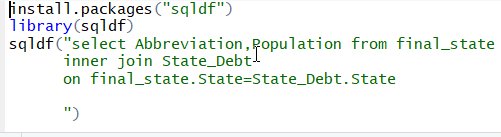 install.packages("sqldf")
library(sqldf)
sqldf("select Abbreviation,Population from final_state
inner join State_Debt
on final_state.State=State_Debt.State
")